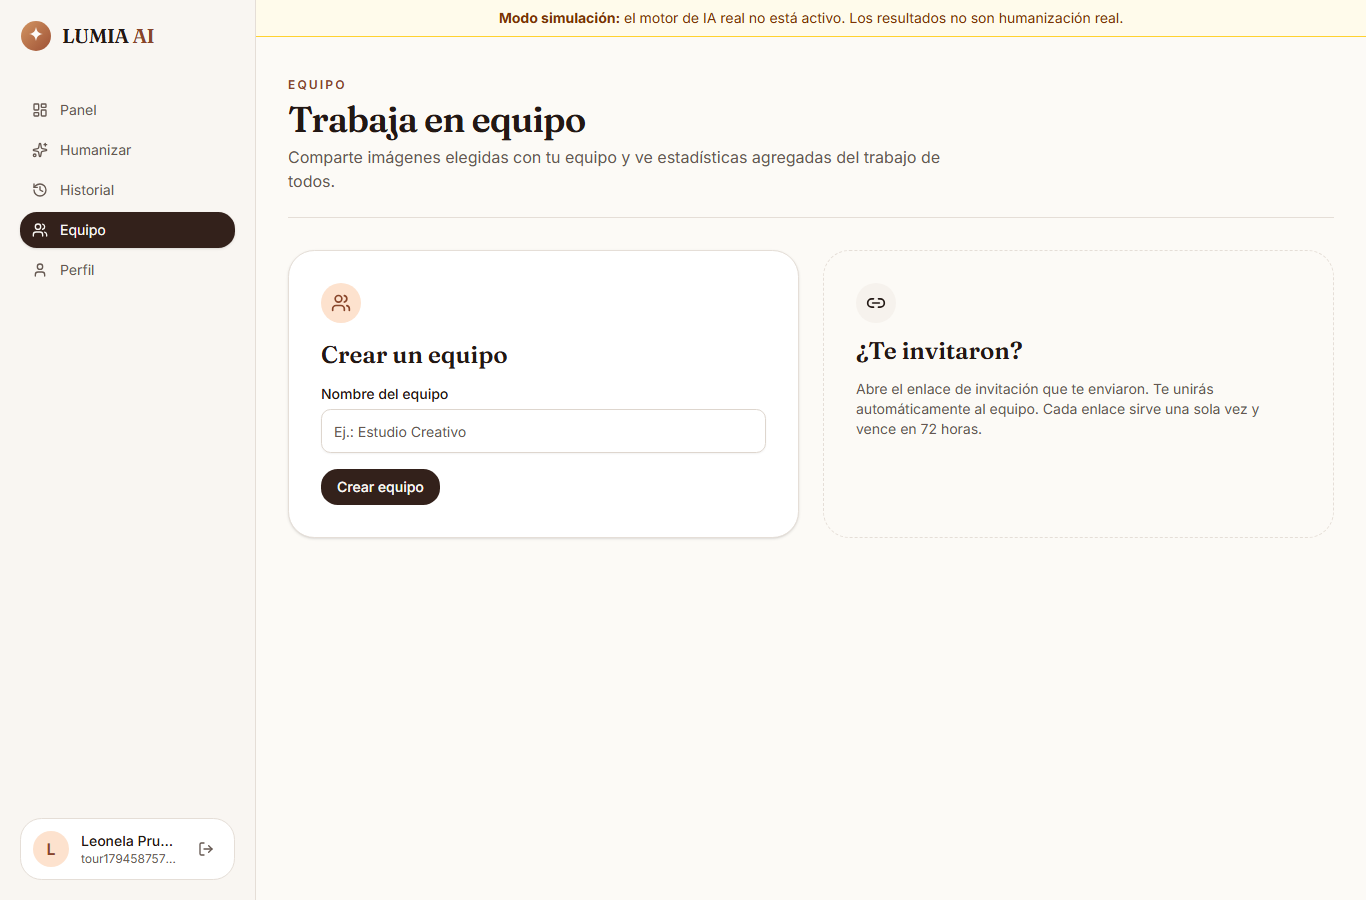 LUMIA AI
Panel
Humanizar
Historial
Equipo
Perfil
Leonela Pru...
tour179458757...
L
Modo simulación: el motor de IA real no está activo. Los resultados no son humanización real.
EQUIPO
Trabaja en equipo
Comparte imágenes elegidas con tu equipo y ve estadísticas agregadas del trabajo de
todos.
Crear un equipo
Nombre del equipo
Ej.: Estudio Creativo
Crear equipo
¿Te invitaron?
Abre el enlace de invitación que te enviaron. Te unirás
automáticamente al equipo. Cada enlace sirve una sola vez y
vence en 72 horas.